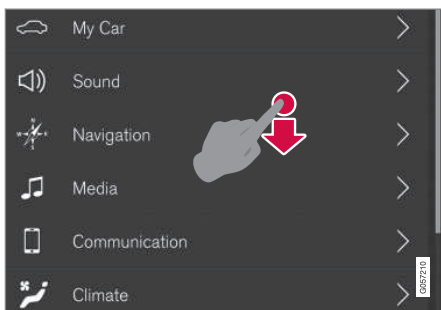 My Car
Sound
N
W
E
S
Navigation
Media
Communication
Climate
G057210